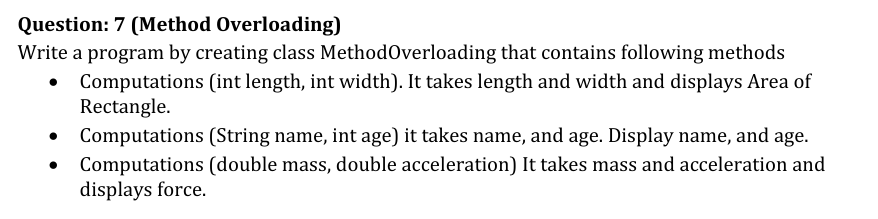 Question: 7 (Method Overloading)
Write a program by creating class MethodOverloading that contains following methods
• Computations (int length, int width). It takes length and width and displays Area of
Rectangle.
• Computations (String name, int age) it takes name, and age. Display name, and age.
• Computations (double mass, double acceleration) It takes mass and acceleration and
displays force.